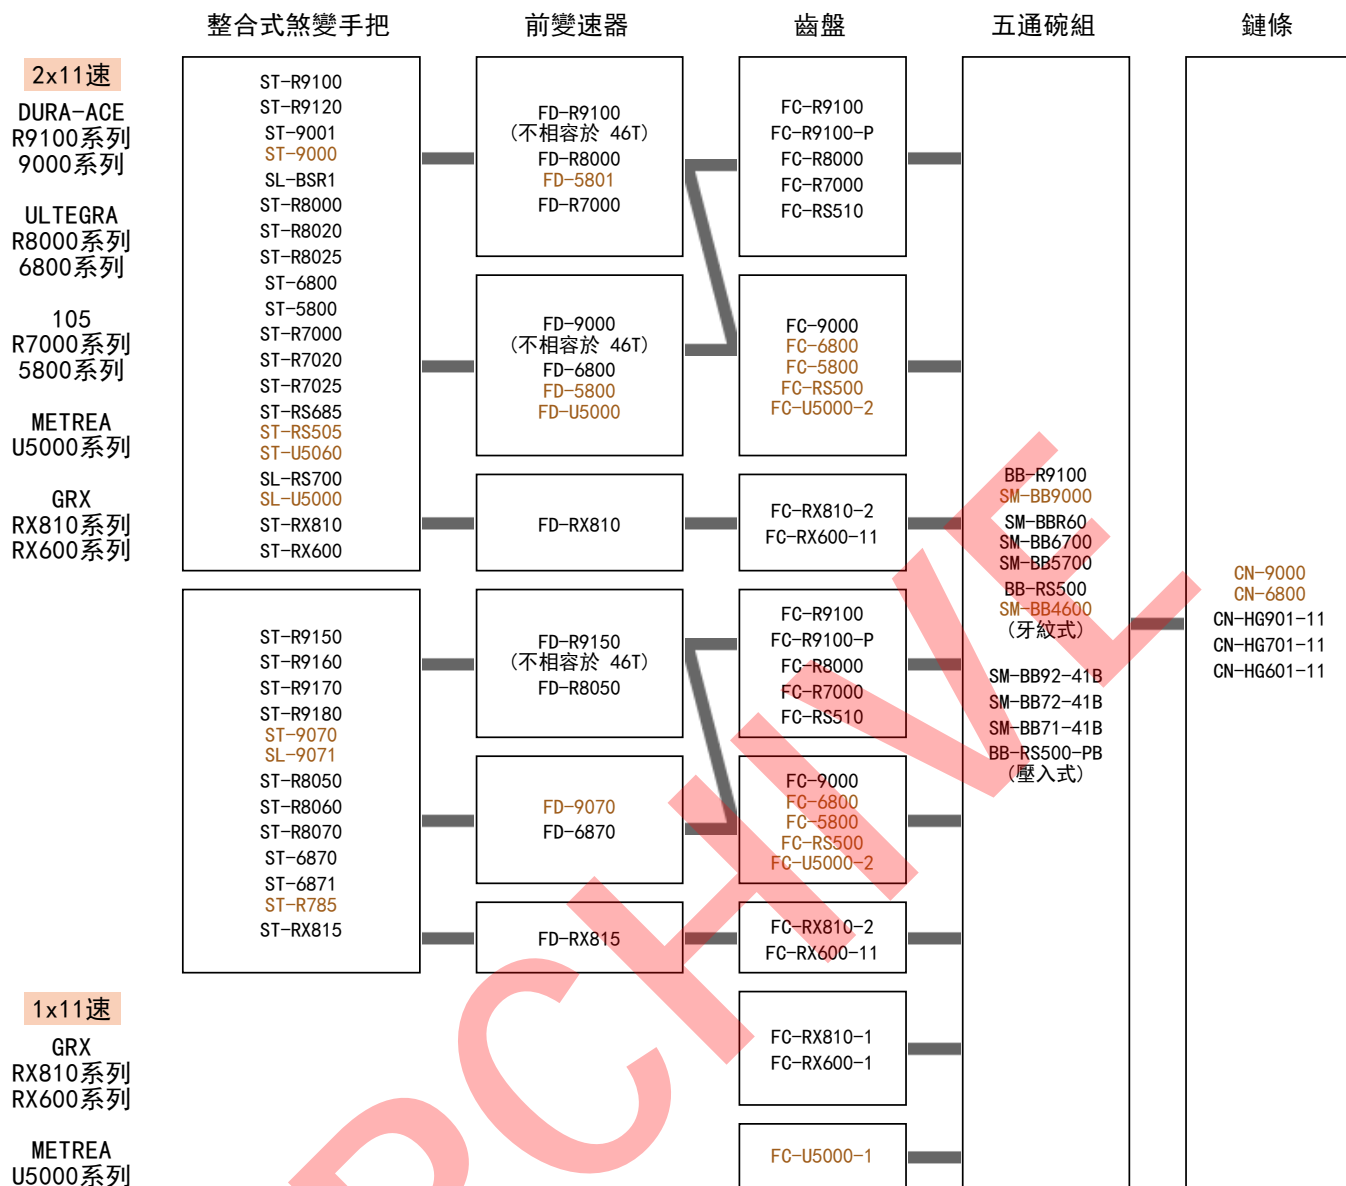 整合式煞變手把
前變速器
齒盤
五通碗組
鏈條
2x11速
DURA-ACE
R9100系列
9000系列
ULTEGRA
R8000系列
6800系列
105
R7000系列
5800系列
METREA
U5000系列
GRX
RX810系列
RX600系列
ST-R9100
ST-R9120
ST-9001
ST-9000
SL-BSR1
ST-R8000
ST-R8020
ST-R8025
ST-6800
ST-5800
ST-R7000
ST-R7020
ST-R7025
ST-RS685
ST-RS505
ST-U5060
SL-RS700
SL-U5000
ST-RX810
ST-RX600
FD-R9100
(不相容於 46T)
FD-R8000
FD-5801
FD-R7000
FD-9000
(不相容於 46T)
FD-6800
FD-5800
FD-U5000
FD-RX810
FC-R9100
FC-R9100-P
FC-R8000
FC-R7000
FC-RS510
FC-9000
FC-6800
FC-5800
FC-RS500
FC-U5000-2
FC-RX810-2
FC-RX600-11
ST-R9150
ST-R9160
ST-R9170
ST-R9180
ST-9070
SL-9071
ST-R8050
ST-R8060
ST-R8070
ST-6870
ST-6871
ST-R785
ST-RX815
FD-R9150
(不相容於 46T)
FD-R8050
FD-9070
FD-6870
FD-RX815
FC-R9100
FC-R9100-P
FC-R8000
FC-R7000
FC-RS510
FC-9000
FC-6800
FC-5800
FC-RS500
FC-U5000-2
FC-RX810-2
FC-RX600-11
BB-R9100
SM-BB9000
SM-BBR60
SM-BB6700
SM-BB5700
BB-RS500
SM-BB4600
(牙紋式)
SM-BB92-41B
SM-BB72-41B
SM-BB71-41B
BB-RS500-PB
(壓入式)
CN-9000
CN-6800
CN-HG901-11
CN-HG701-11
CN-HG601-11
1x11速
GRX
RX810系列
RX600系列
METREA
U5000系列
FC-RX810-1
FC-RX600-1
FC-U5000-1
RCHIVE